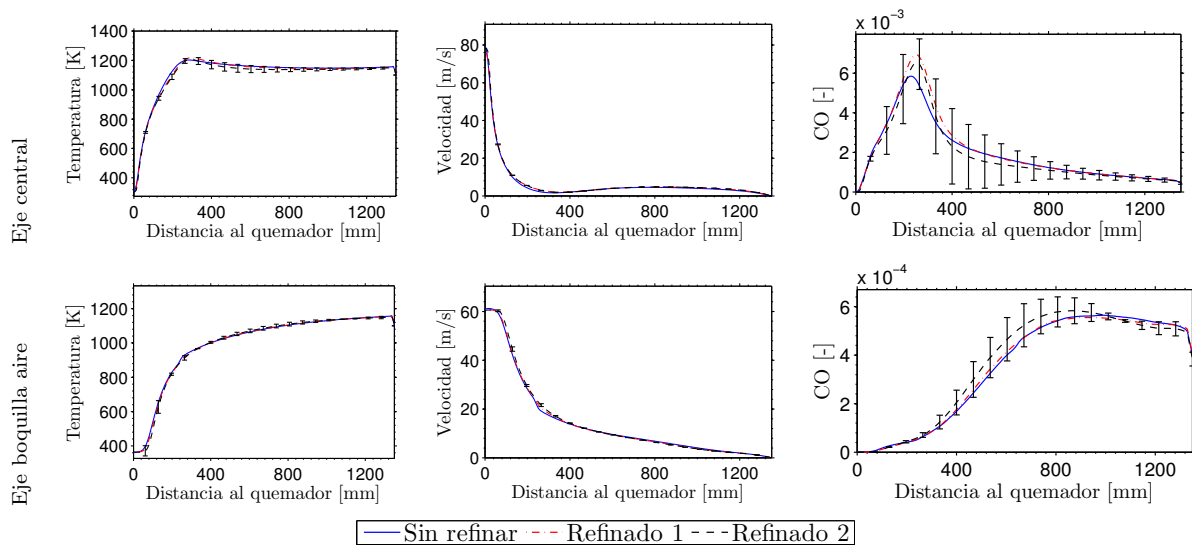 Eje central
Temperatura [K]
1400
1200
1000
800
600
400
0 400 800 1200
Distancia al quemador [mm]
Velocidad [m/s]
80
60
40
20
0
0 400 800 1200
Distancia al quemador [mm]
x 10⁻³
CO [-]
6
4
2
0
0 400 800 1200
Distancia al quemador [mm]
Eje boquilla aire
Temperatura [K]
1200
1000
800
600
400
0 400 800 1200
Distancia al quemador [mm]
Velocidad [m/s]
80
60
40
20
0
0 400 800 1200
Distancia al quemador [mm]
x 10⁻⁴
CO [-]
6
4
2
0
0 400 800 1200
Distancia al quemador [mm]
Sin refinar Refinado 1 Refinado 2